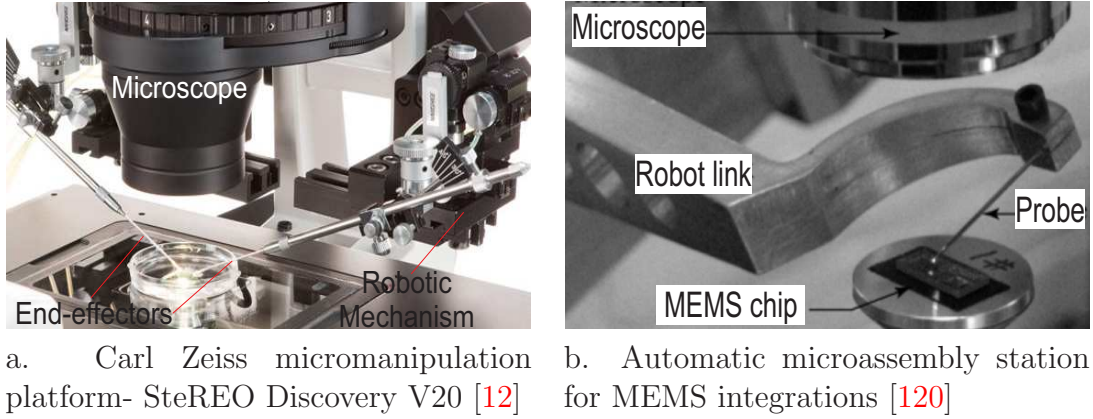 Microscope
End-effectors
Robotic
Mechanism
a. Carl Zeiss micromanipulation
platform- SteREO Discovery V20 [12]
Microscope
Robot link
Probe
MEMS chip
b. Automatic microassembly station
for MEMS integrations [120]